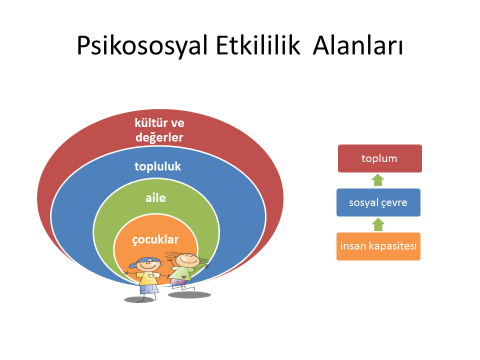 Psikososyal Etkililik Alanları
kültür ve
değerler
topluluk
aile
çocuklar
toplum
sosyal çevre
insan kapasitesi